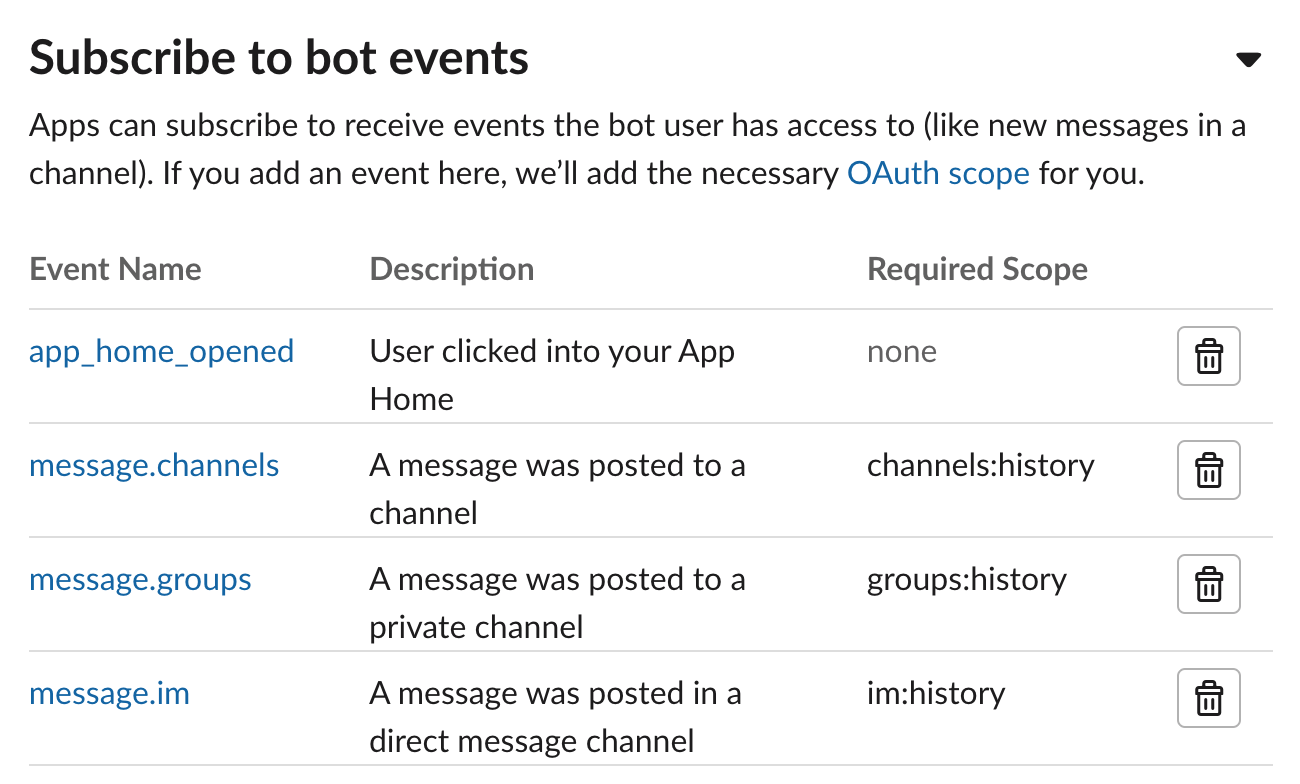 Subscribe to bot events
Apps can subscribe to receive events the bot user has access to (like new messages in a
channel). If you add an event here, we’ll add the necessary OAuth scope for you.
Event Name Description Required Scope
app_home_opened User clicked into your App none
Home
message.channels A message was posted to a channels:history
channel
message.groups A message was posted to a groups:history
private channel
message.im A message was posted in a im:history
direct message channel